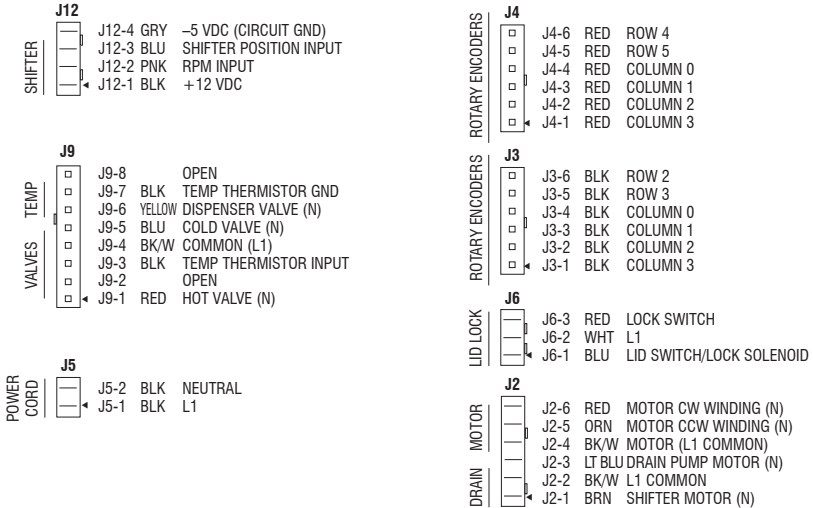 J12
SHIFTER
J12-4 GRY –5 VDC (CIRCUIT GND)
J12-3 BLU SHIFTER POSITION INPUT
J12-2 PNK RPM INPUT
J12-1 BLK +12 VDC
J9
TEMP
VALVES
J9-8 OPEN
J9-7 BLK TEMP THERMISTOR GND
J9-6 YELLOW DISPENSER VALVE (N)
J9-5 BLU COLD VALVE (N)
J9-4 BK/W COMMON (L1)
J9-3 BLK TEMP THERMISTOR INPUT
J9-2 OPEN
J9-1 RED HOT VALVE (N)
J5
POWER
CORD
J5-2 BLK NEUTRAL
J5-1 BLK L1
J4
ROTARY ENCODERS
J4-6 RED ROW 4
J4-5 RED ROW 5
J4-4 RED COLUMN 0
J4-3 RED COLUMN 1
J4-2 RED COLUMN 2
J4-1 RED COLUMN 3
J3
ROTARY ENCODERS
J3-6 BLK ROW 2
J3-5 BLK ROW 3
J3-4 BLK COLUMN 0
J3-3 BLK COLUMN 1
J3-2 BLK COLUMN 2
J3-1 BLK COLUMN 3
J6
LID LOCK
J6-3 RED LOCK SWITCH
J6-2 WHT L1
J6-1 BLU LID SWITCH/LOCK SOLENOID
J2
MOTOR
DRAIN
J2-6 RED MOTOR CW WINDING (N)
J2-5 ORN MOTOR CCW WINDING (N)
J2-4 BK/W MOTOR (L1 COMMON)
J2-3 LT BLU DRAIN PUMP MOTOR (N)
J2-2 BK/W L1 COMMON
J2-1 BRN SHIFTER MOTOR (N)